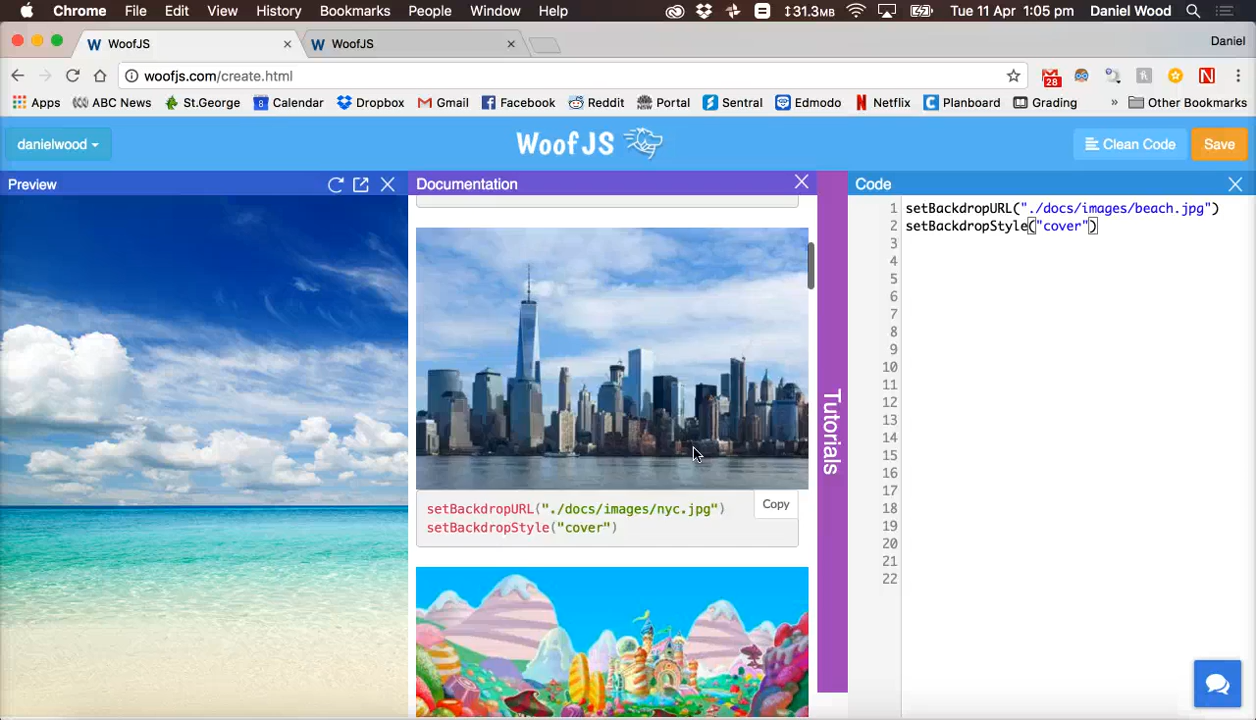 Chrome File Edit View History Bookmarks People Window Help 31.3MB Tue 11 Apr 1:05 pm Daniel Wood
W WoofJS × W WoofJS × Daniel
woofjs.com/create.html 28
Apps ABC News St.George 8 Calendar Dropbox Gmail Facebook Reddit Portal Sentral Edmodo Netflix Planboard Grading » Other Bookmarks
danielwood WoofJS Clean Code Save
Preview Documentation Code
1 setBackdropURL("./docs/images/beach.jpg")
2 setBackdropStyle("cover")
3
4
5
6
7
8
9
10
11
12
13
14
15
16
17
18
19
20
21
22
Tutorials
Copy
setBackdropURL("./docs/images/nyc.jpg")
setBackdropStyle("cover")